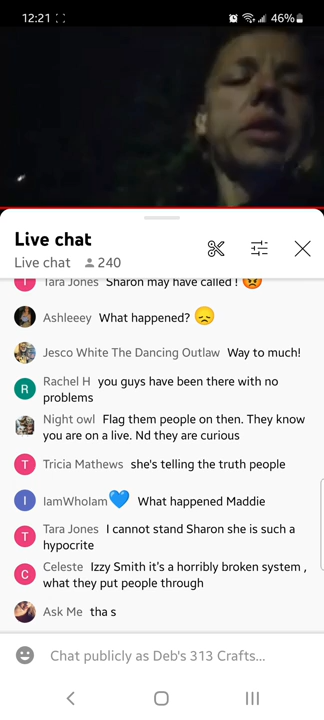 12:21
46%
Live chat
Live chat 240
Tara Jones Sharon may have called !
Ashleeey What happened?
Jesco White The Dancing Outlaw Way to much!
Rachel H you guys have been there with no
problems
Night owl Flag them people on then. They know
you are on a live. Nd they are curious
Tricia Mathews she's telling the truth people
IamWhoIam What happened Maddie
Tara Jones I cannot stand Sharon she is such a
hypocrite
Celeste Izzy Smith it's a horribly broken system ,
what they put people through
Ask Me tha s
Chat publicly as Deb's 313 Crafts...